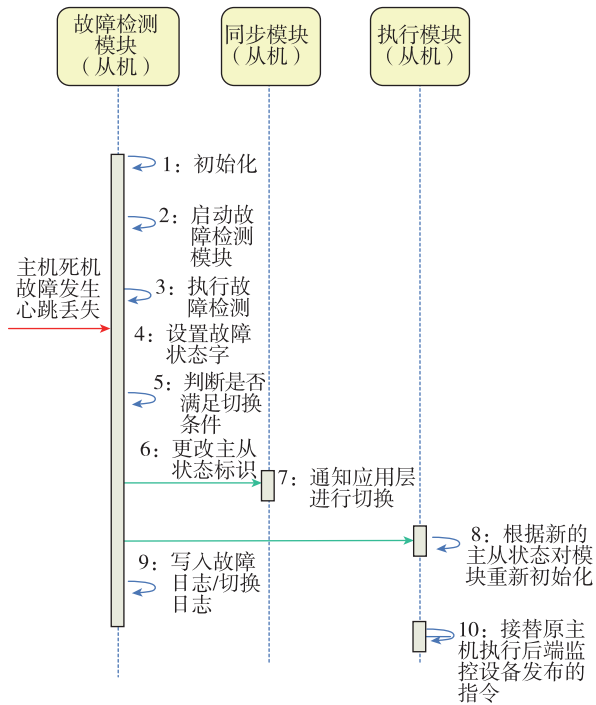 故障检测
模块
（从机）
同步模块
（从机）
执行模块
（从机）
1：初始化
2：启动故
障检测
模块
主机死机
故障发生
心跳丢失
3：执行故
障检测
4：设置故障
状态字
5：判断是否
满足切换
条件
6：更改主从
状态标识
7：通知应用层
进行切换
8：根据新的
主从状态对模
块重新初始化
9：写入故障
日志/切换
日志
10：接替原主
机执行后端监
控设备发布的
指令